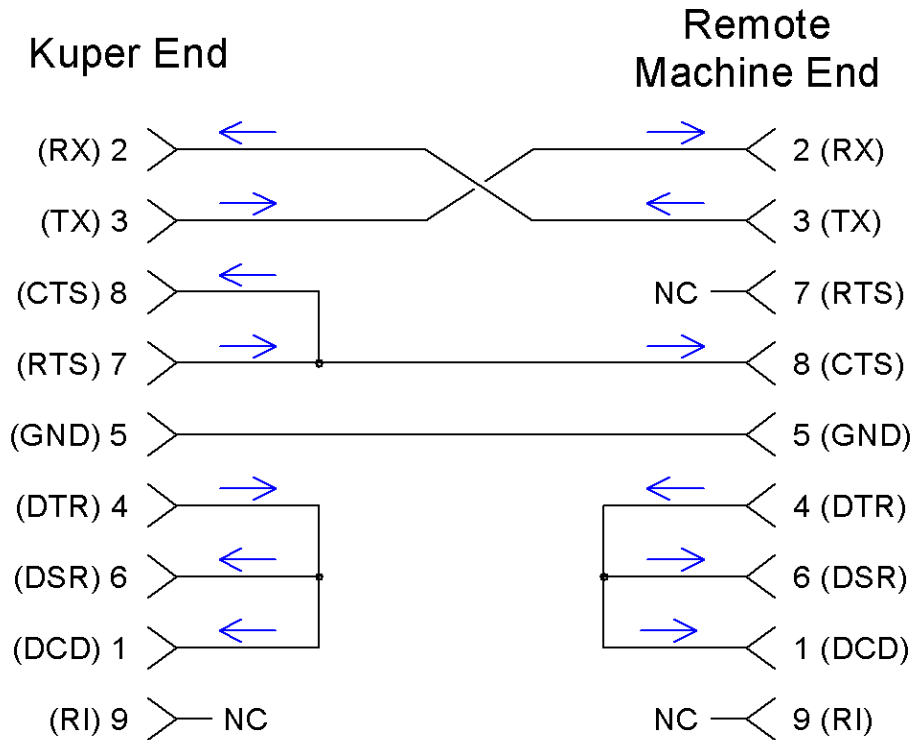 Kuper End
Remote
Machine End
(RX) 2
2 (RX)
(TX) 3
3 (TX)
(CTS) 8
NC
7 (RTS)
(RTS) 7
8 (CTS)
(GND) 5
5 (GND)
(DTR) 4
4 (DTR)
(DSR) 6
6 (DSR)
(DCD) 1
1 (DCD)
(RI) 9
NC
NC
9 (RI)